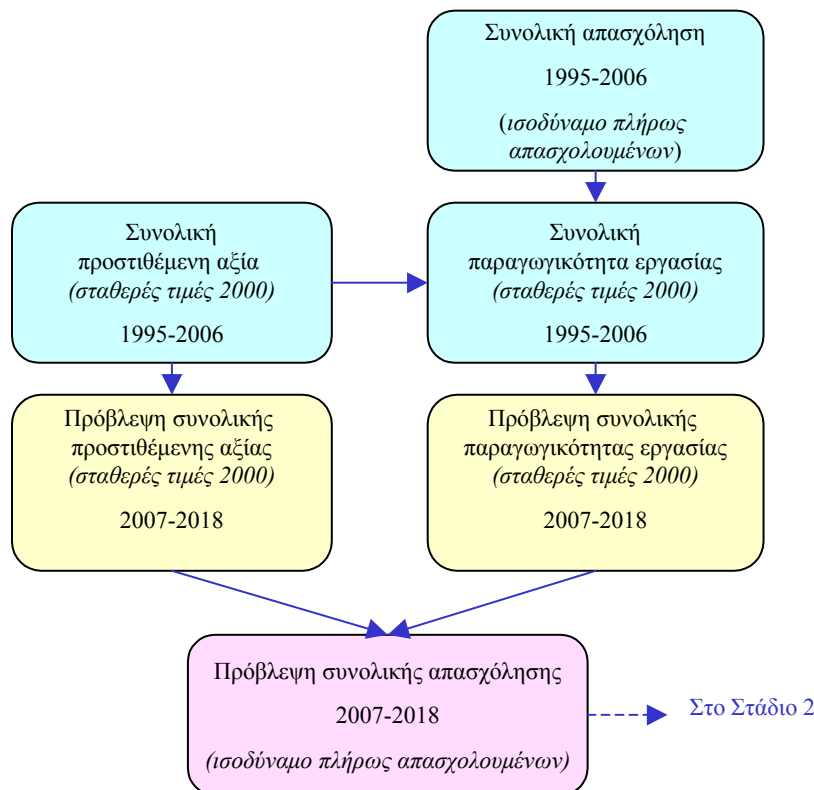 Συνολική απασχόληση
1995-2006
(ισοδύναμο πλήρως
απασχολουμένων)
Συνολική
προστιθέμενη αξία
(σταθερές τιμές 2000)
1995-2006
Συνολική
παραγωγικότητα εργασίας
(σταθερές τιμές 2000)
1995-2006
Πρόβλεψη συνολικής
προστιθέμενης αξίας
(σταθερές τιμές 2000)
2007-2018
Πρόβλεψη συνολικής
παραγωγικότητας εργασίας
(σταθερές τιμές 2000)
2007-2018
Πρόβλεψη συνολικής απασχόλησης
2007-2018
(ισοδύναμο πλήρως απασχολουμένων)
Στο Στάδιο 2